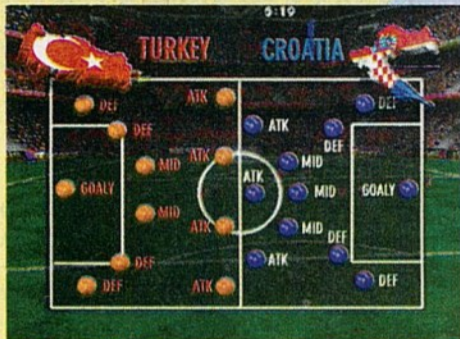 5:19
TURKEY CROATIA
DEF ATK DEF
DEF ATK DEF
MID ATK MID
GOALY ATK MID GOALY
MID ATK MID
DEF ATK DEF
DEF ATK DEF